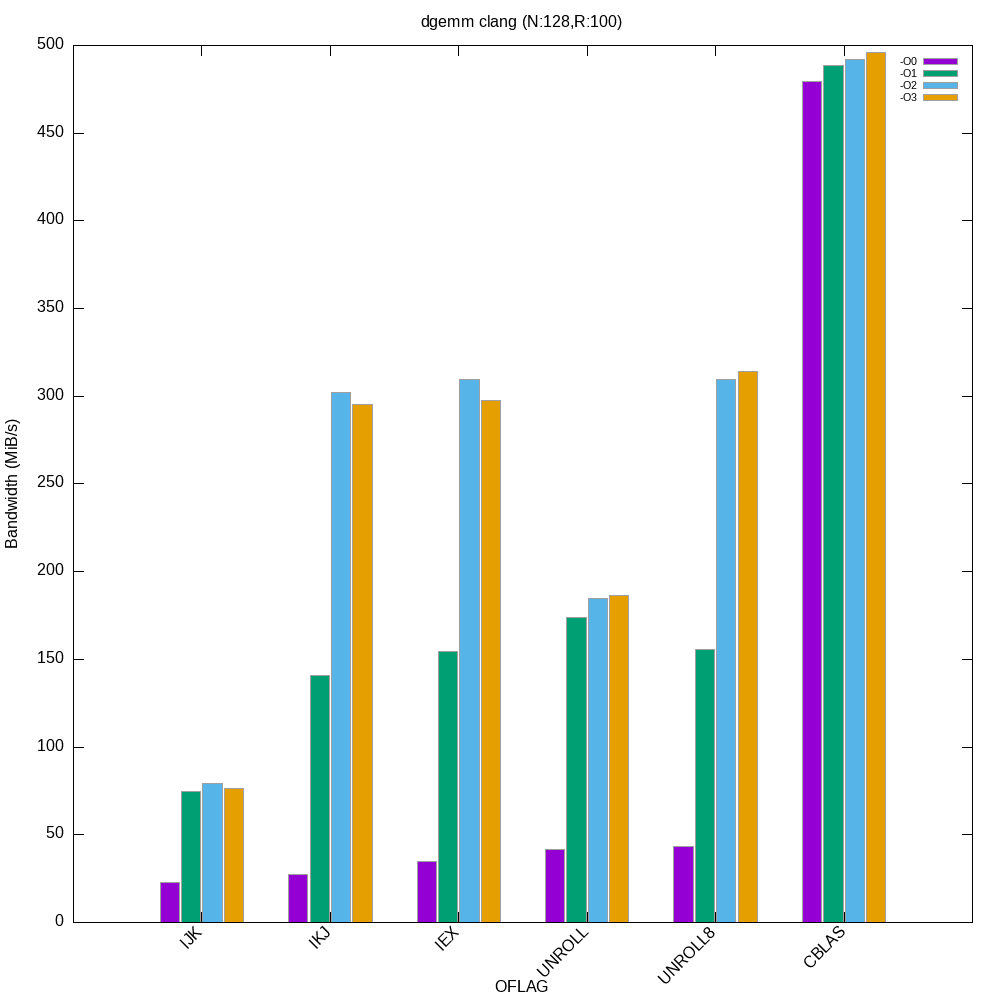 dgemm clang (N:128,R:100)
-O0
-O1
-O2
-O3
500
450
400
350
300
250
200
150
100
50
0
Bandwidth (MiB/s)
IJK
IKJ
IEX
UNROLL
UNROLL8
CBLAS
OFLAG